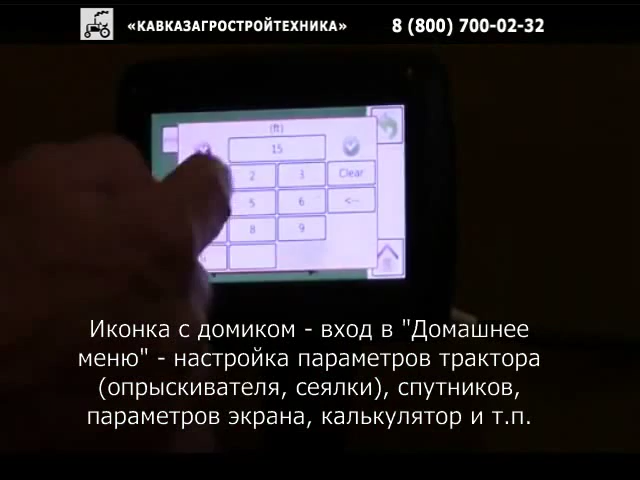 «КАВКАЗАГРОСТРОЙТЕХНИКА» 8 (800) 700-02-32
(ft)
15
2 3 Clear
5 6 <--
8 9
Иконка с домиком - вход в "Домашнее
меню" - настройка параметров трактора
(опрыскивателя, сеялки), спутников,
параметров экрана, калькулятор и т.п.